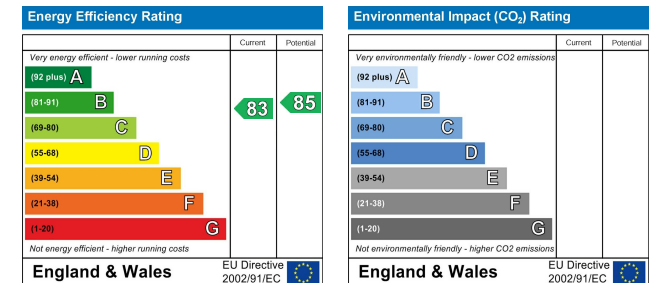 Energy Efficiency Rating
Current Potential
Very energy efficient - lower running costs
(92 plus) A
(81-91) B
83 85
(69-80) C
(55-68) D
(39-54) E
(21-38) F
(1-20) G
Not energy efficient - higher running costs
England & Wales
EU Directive
2002/91/EC
Environmental Impact (CO₂) Rating
Current Potential
Very environmentally friendly - lower CO2 emissions
(92 plus) A
(81-91) B
(69-80) C
(55-68) D
(39-54) E
(21-38) F
(1-20) G
Not environmentally friendly - higher CO2 emissions
England & Wales
EU Directive
2002/91/EC